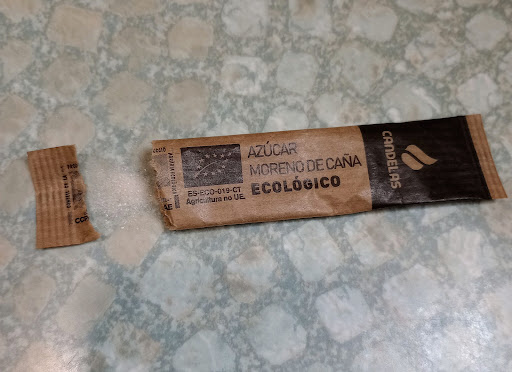 AZÚCAR
MORENO DE CAÑA
ECOLÓGICO
ES-ECO-019-CT
Agricultura no UE
CANDELAS